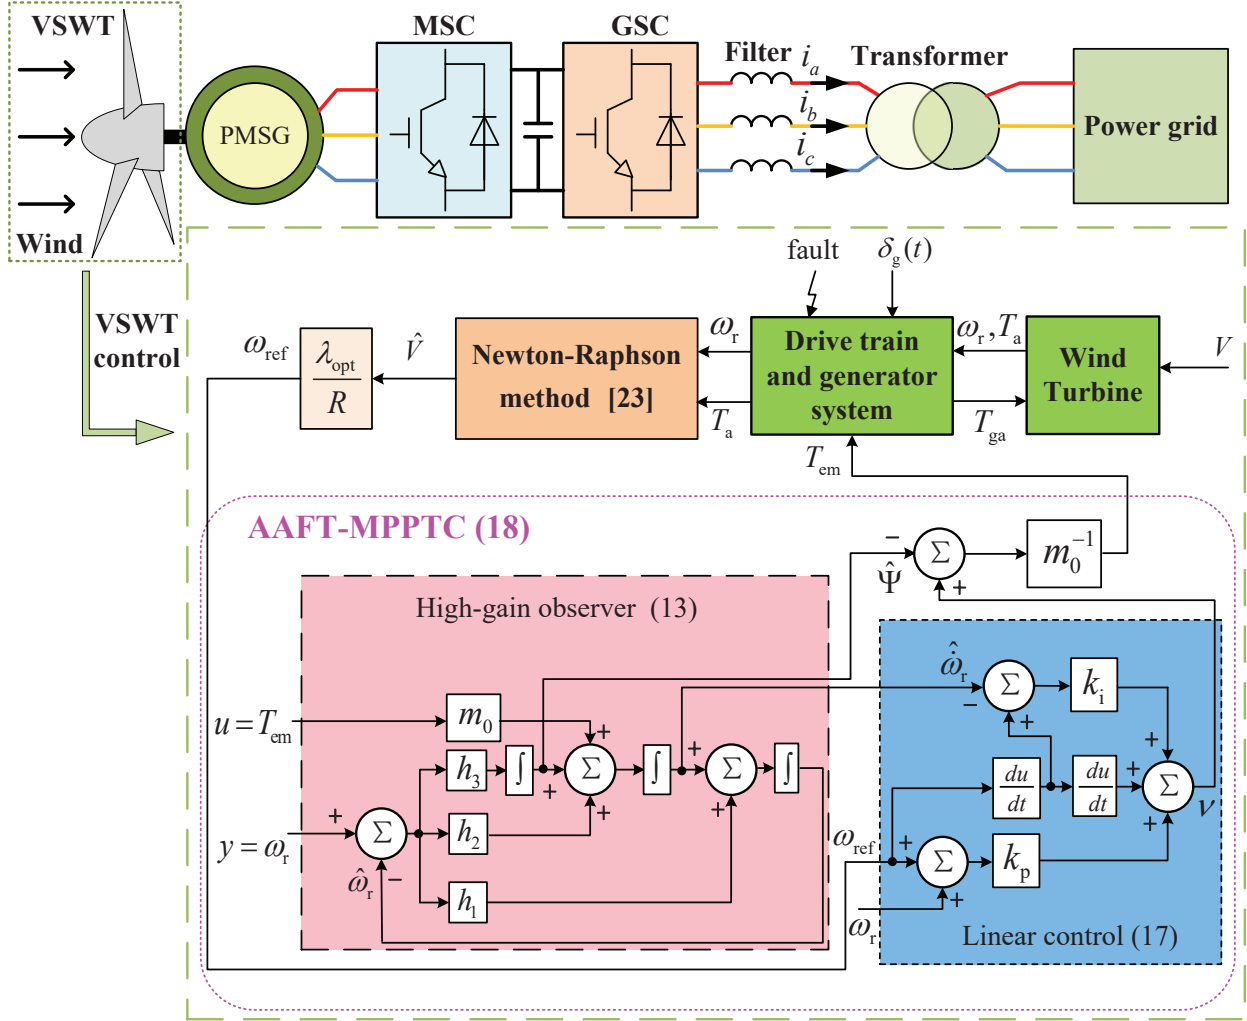 VSWT
Wind
PMSG
MSC
GSC
Filter
i_a
i_b
i_c
Transformer
Power grid
VSWT
control
fault
δ_g(t)
ω_ref
λ_opt
R
V̂
Newton-Raphson
method [23]
ω_r
T_a
Drive train
and generator
system
ω_r, T_a
T_ga
Wind
Turbine
V
T_em
AAFT-MPPTC (18)
−
Ψ̂
Σ
+
m_0^{-1}
High-gain observer (13)
u = T_em
m_0
+
h_3
∫
+
Σ
+
∫
+
Σ
+
∫
y = ω_r
+
Σ
−
ω̂_r
h_2
h_1
\hat{\dot{ω}}_r
−
Σ
+
k_i
du
dt
du
dt
+
+
+
Σ
ν
ω_ref
+
Σ
+
k_p
ω_r
Linear control (17)